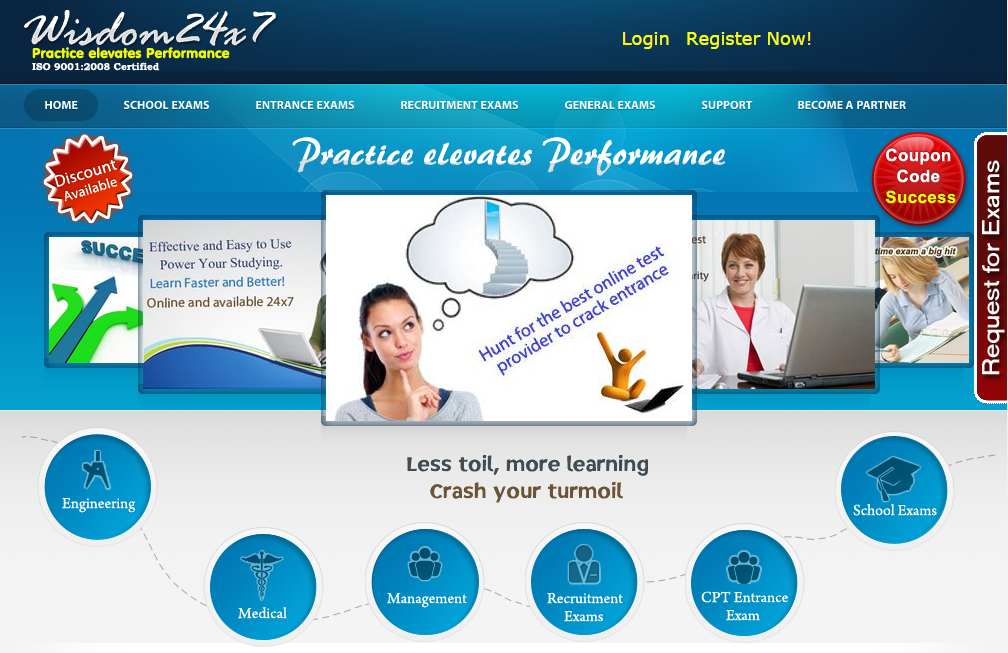 Wisdom24x7
Practice elevates Performance
ISO 9001:2008 Certified
Login Register Now!
HOME SCHOOL EXAMS ENTRANCE EXAMS RECRUITMENT EXAMS GENERAL EXAMS SUPPORT BECOME A PARTNER
Practice elevates Performance
Discount
Available
Coupon
Code
Success
Request for Exams
SUCCE
Effective and Easy to Use
Power Your Studying.
Learn Faster and Better!
Online and available 24x7
Hunt for the best online test
provider to crack entrance
est
rity
time exam a big hit
Less toil, more learning
Crash your turmoil
Engineering
Medical
Management
Recruitment
Exams
CPT Entrance
Exam
School Exams